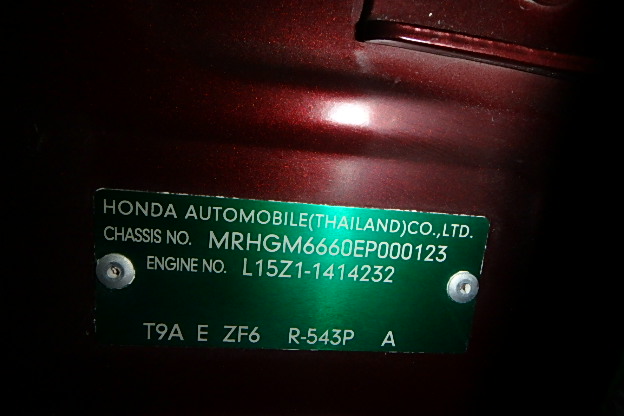 HONDA AUTOMOBILE(THAILAND)CO.,LTD.
CHASSIS NO. MRHGM6660EP000123
ENGINE NO. L15Z1-1414232
T9A E ZF6 R-543P A